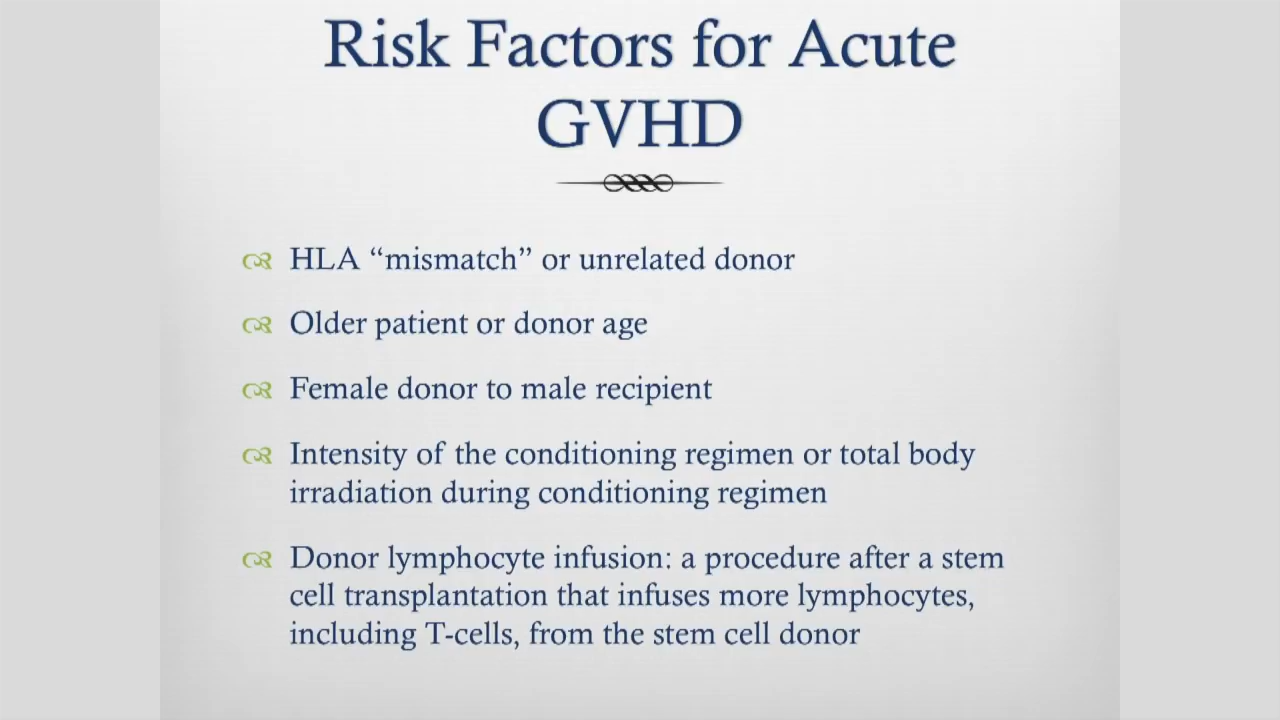 Risk Factors for Acute
GVHD
HLA “mismatch” or unrelated donor
Older patient or donor age
Female donor to male recipient
Intensity of the conditioning regimen or total body
irradiation during conditioning regimen
Donor lymphocyte infusion: a procedure after a stem
cell transplantation that infuses more lymphocytes,
including T-cells, from the stem cell donor